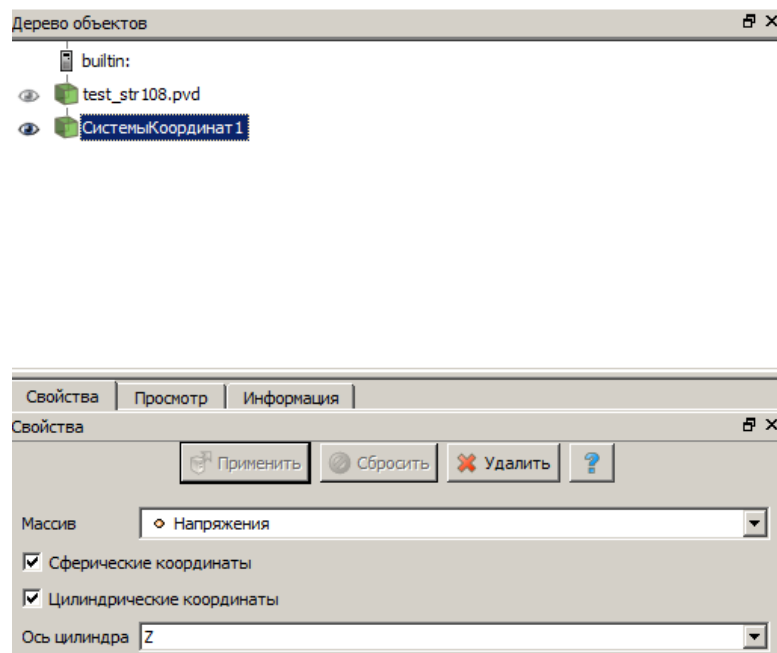 Дерево объектов
builtin:
test_str108.pvd
СистемыКоординат1
Свойства Просмотр Информация
Свойства
Применить Сбросить Удалить ?
Массив Напряжения
Сферические координаты
Цилиндрические координаты
Ось цилиндра Z